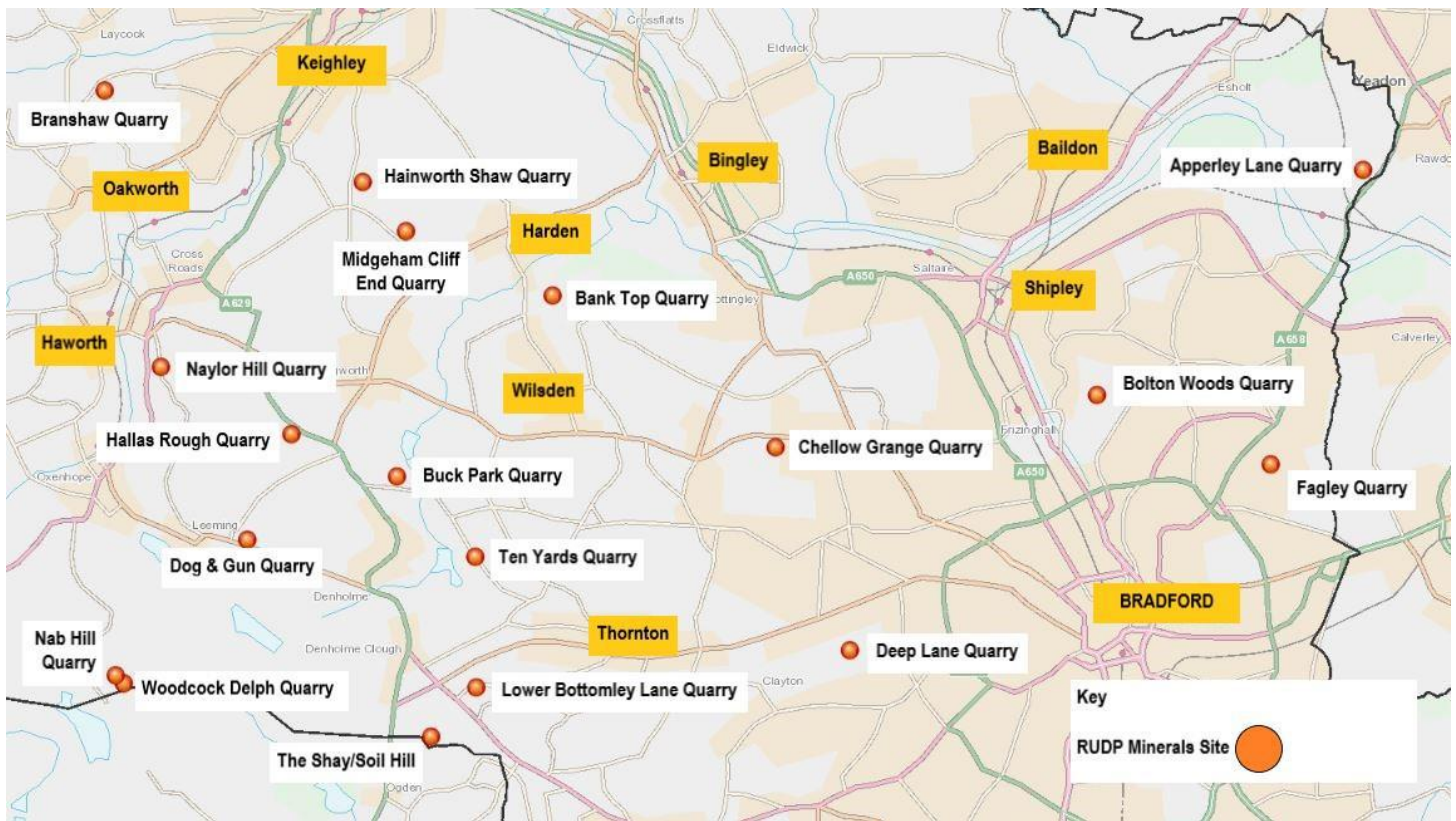 Laycock
Crossflatts
Eldwick
Keighley
Yeadon
Esholt
Branshaw Quarry
Bingley
Baildon
Rawdo
Apperley Lane Quarry
Hainworth Shaw Quarry
Oakworth
Harden
Cross
Roads
Midgeham Cliff
End Quarry
Saltaire
A650
Shipley
Bank Top Quarry
ottingley
A629
A658
Calverley
Haworth
Naylor Hill Quarry
worth
Wilsden
Bolton Woods Quarry
Hallas Rough Quarry
Frizinghall
Chellow Grange Quarry
Oxenhope
Buck Park Quarry
A650
Fagley Quarry
Leeming
Dog & Gun Quarry
Ten Yards Quarry
Denholme
BRADFORD
Thornton
Nab Hill
Quarry
Denholme Clough
Deep Lane Quarry
Woodcock Delph Quarry
Lower Bottomley Lane Quarry
Clayton
Key
RUDP Minerals Site
The Shay/Soil Hill
Ogden